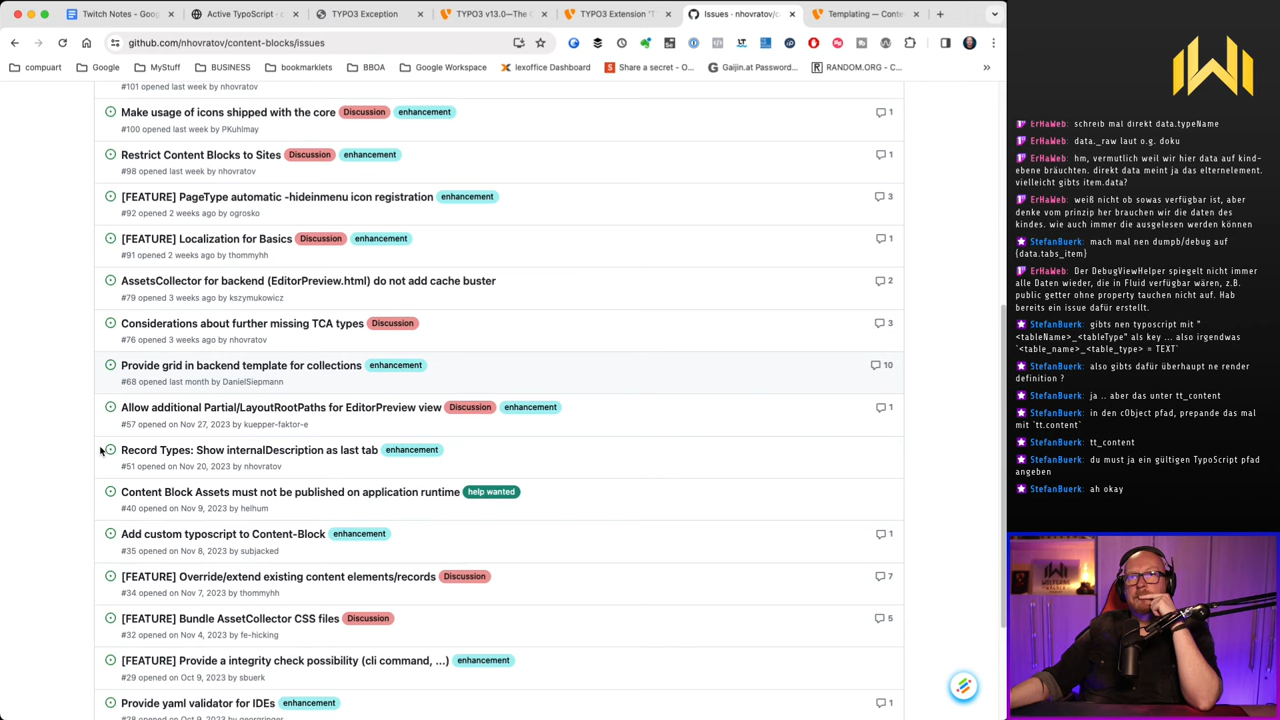 Twitch Notes - Goog
Active TypoScript - c
TYPO3 Exception
TYPO3 v13.0—The C
TYPO3 Extension "T
Issues · nhovratov/c
Templating — Conte
github.com/nhovratov/content-blocks/issues
compuart
Google
MyStuff
BUSINESS
bookmarklets
BBOA
Google Workspace
lexoffice Dashboard
Share a secret - O...
Gaijin.at Password...
RANDOM.ORG - C...
#101 opened last week by nhovratov
Make usage of icons shipped with the core Discussion enhancement 1
#100 opened last week by PKuhlmay
Restrict Content Blocks to Sites Discussion enhancement 1
#98 opened last week by nhovratov
[FEATURE] PageType automatic -hideinmenu icon registration enhancement 3
#92 opened 2 weeks ago by ogrosko
[FEATURE] Localization for Basics Discussion enhancement 1
#91 opened 2 weeks ago by thommyhh
AssetsCollector for backend (EditorPreview.html) do not add cache buster 2
#79 opened 3 weeks ago by kszymukowicz
Considerations about further missing TCA types Discussion 3
#76 opened 3 weeks ago by nhovratov
Provide grid in backend template for collections enhancement 10
#68 opened last month by DanielSiepmann
Allow additional Partial/LayoutRootPaths for EditorPreview view Discussion enhancement 1
#57 opened on Nov 27, 2023 by kuepper-faktor-e
Record Types: Show internalDescription as last tab enhancement
#51 opened on Nov 20, 2023 by nhovratov
Content Block Assets must not be published on application runtime help wanted
#40 opened on Nov 9, 2023 by helhum
Add custom typoscript to Content-Block enhancement 1
#35 opened on Nov 8, 2023 by subjacked
[FEATURE] Override/extend existing content elements/records Discussion 7
#34 opened on Nov 7, 2023 by thommyhh
[FEATURE] Bundle AssetCollector CSS files Discussion 5
#32 opened on Nov 4, 2023 by fe-hicking
[FEATURE] Provide a integrity check possibility (cli command, ...) enhancement
#29 opened on Oct 9, 2023 by sbuerk
Provide yaml validator for IDEs enhancement 1
#28 opened on Oct 9, 2023 by georgringer
ErHaWeb: schreib mal direkt data.typeName
ErHaWeb: data._raw laut o.g. doku
ErHaWeb: hm, vermutlich weil wir hier data auf kind-
ebene bräuchten. direkt data meint ja das elternelement.
vielleicht gibts item.data?
ErHaWeb: weiß nicht ob sowas verfügbar ist, aber
denke vom prinzip her brauchen wir die daten des
kindes. wie auch immer die ausgelesen werden können
StefanBuerk: mach mal nen dumpb/debug auf
{data.tabs_item}
ErHaWeb: Der DebugViewHelper spiegelt nicht immer
alle Daten wieder, die in Fluid verfügbar wären, z.B.
public getter ohne property tauchen nicht auf. Hab
bereits ein issue dafür erstellt.
StefanBuerk: gibts nen typoscript mit "
<tableName>_<tableType" als key ... also irgendwas
`<table_name>_<table_type> = TEXT`
StefanBuerk: also gibts dafür überhaupt ne render
definition ?
StefanBuerk: ja .. aber das unter tt_content
StefanBuerk: in den cObject pfad, prepande das mal
mit `tt.content`
StefanBuerk: tt_content
StefanBuerk: du must ja ein gültigen TypoScript pfad
angeben
StefanBuerk: ah okay